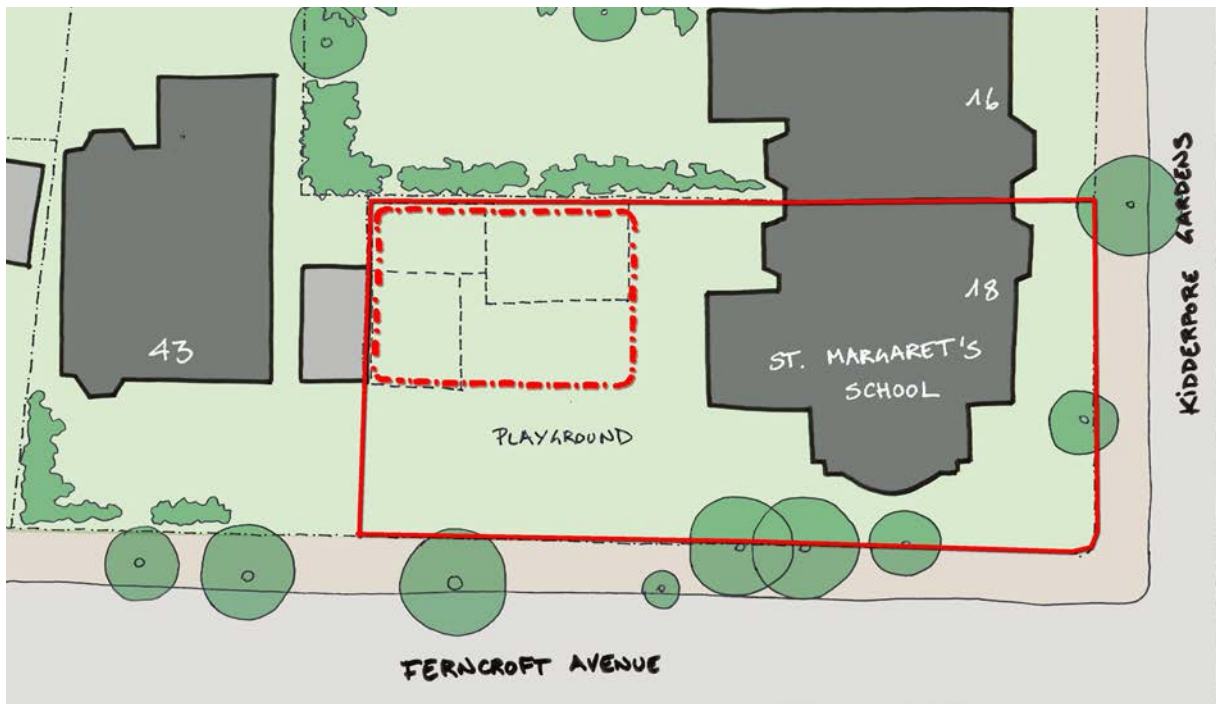 16
KIDDERPORE GARDENS
18
43
ST. MARGARET'S
SCHOOL
PLAYGROUND
FERNCROFT AVENUE